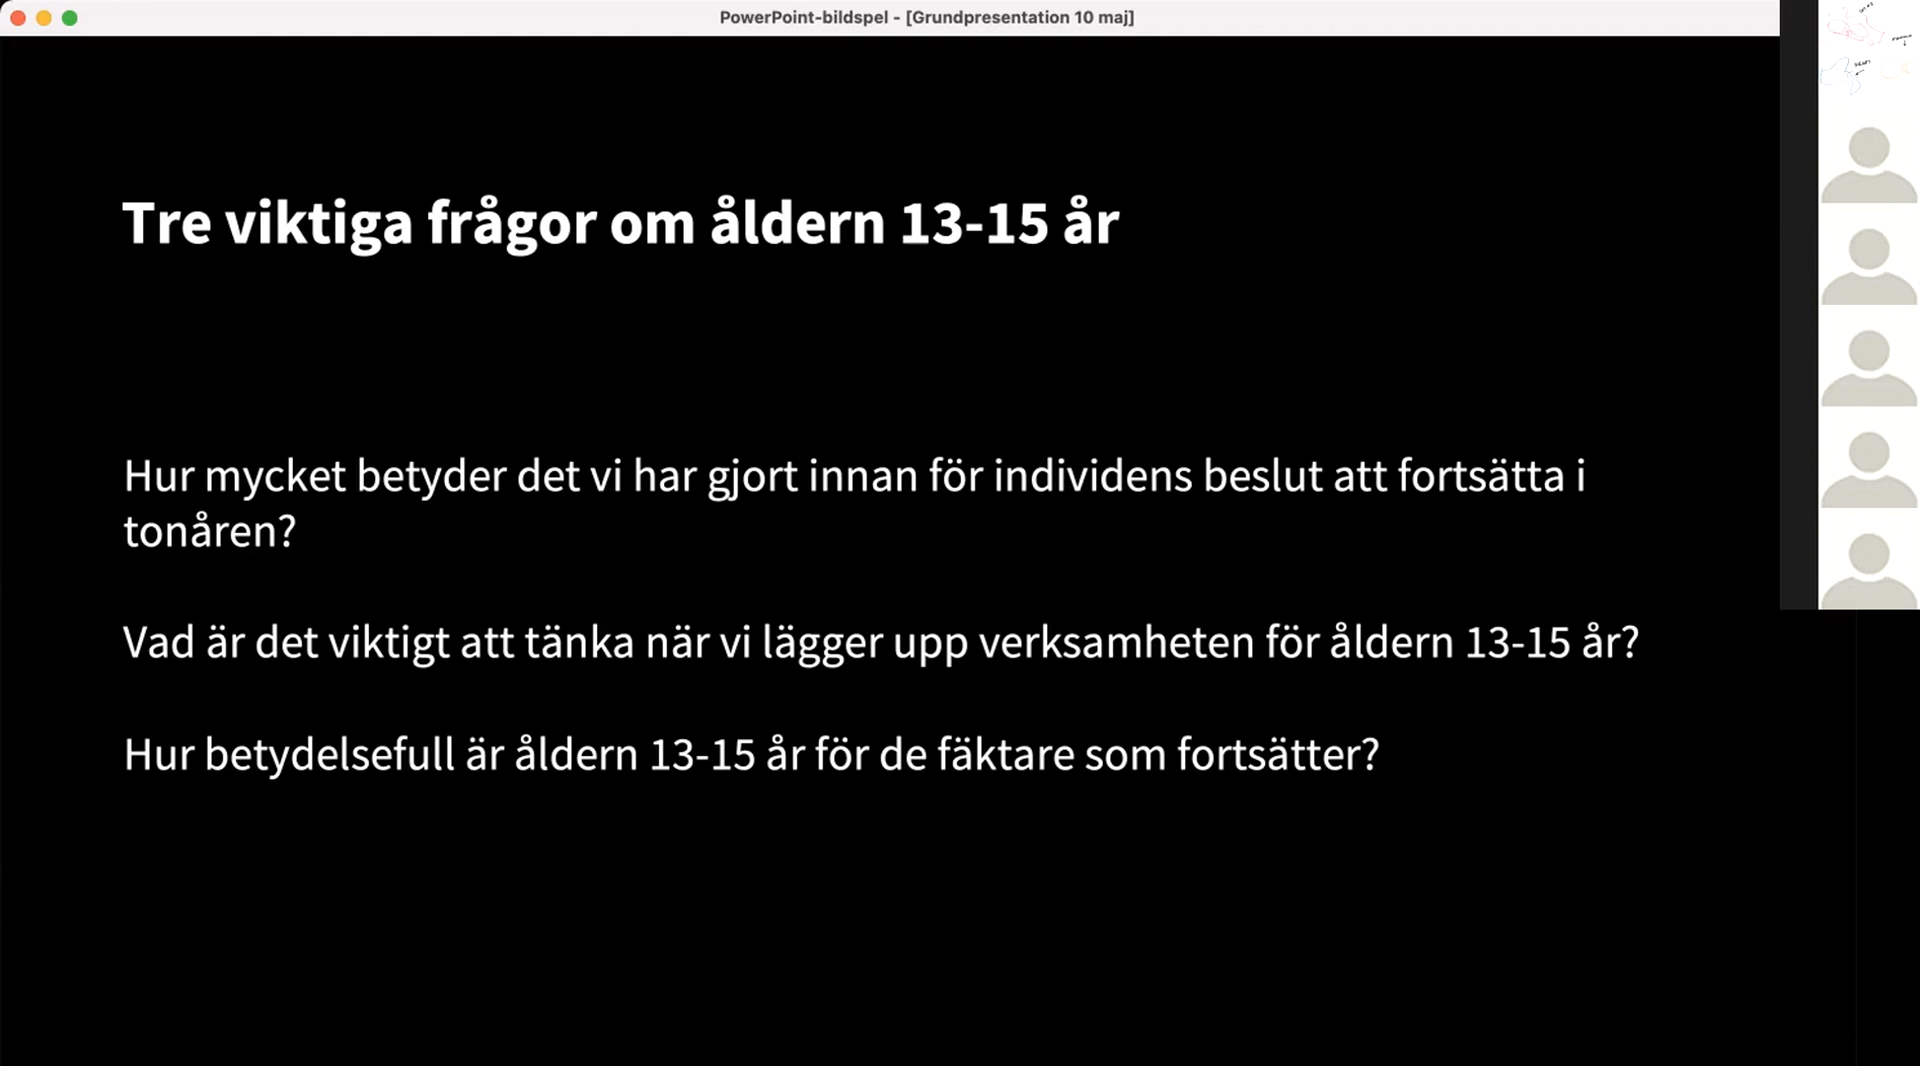 PowerPoint-bildspel - [Grundpresentation 10 maj]
Tre viktiga frågor om åldern 13-15 år
Hur mycket betyder det vi har gjort innan för individens beslut att fortsätta i
tonåren?
Vad är det viktigt att tänka när vi lägger upp verksamheten för åldern 13-15 år?
Hur betydelsefull är åldern 13-15 år för de fäktare som fortsätter?